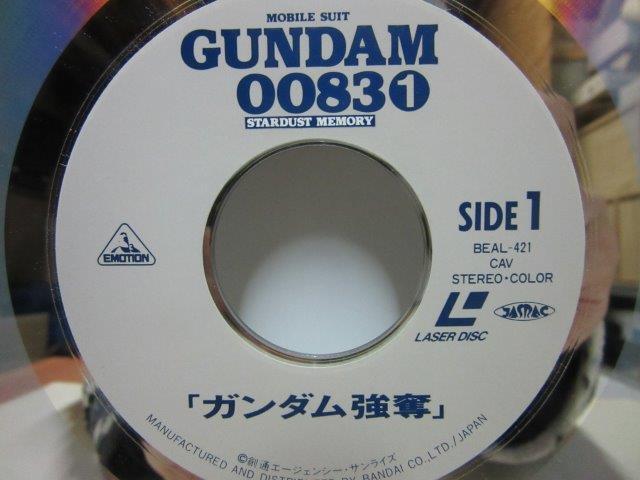 MOBILE SUIT
GUNDAM
0083①
STARDUST MEMORY
SIDE 1
BEAL-421
CAV
STEREO・COLOR
EMOTION
LASER DISC
JASRAC
「ガンダム強奪」
©創通エージェンシー・サンライズ
MANUFACTURED AND DISTRIBUTED BY BANDAI CO., LTD./JAPAN